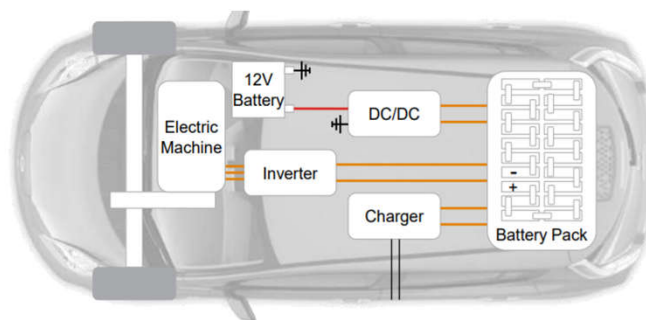 12V
Battery
DC/DC
Electric
Machine
Inverter
Charger
-
+
Battery Pack